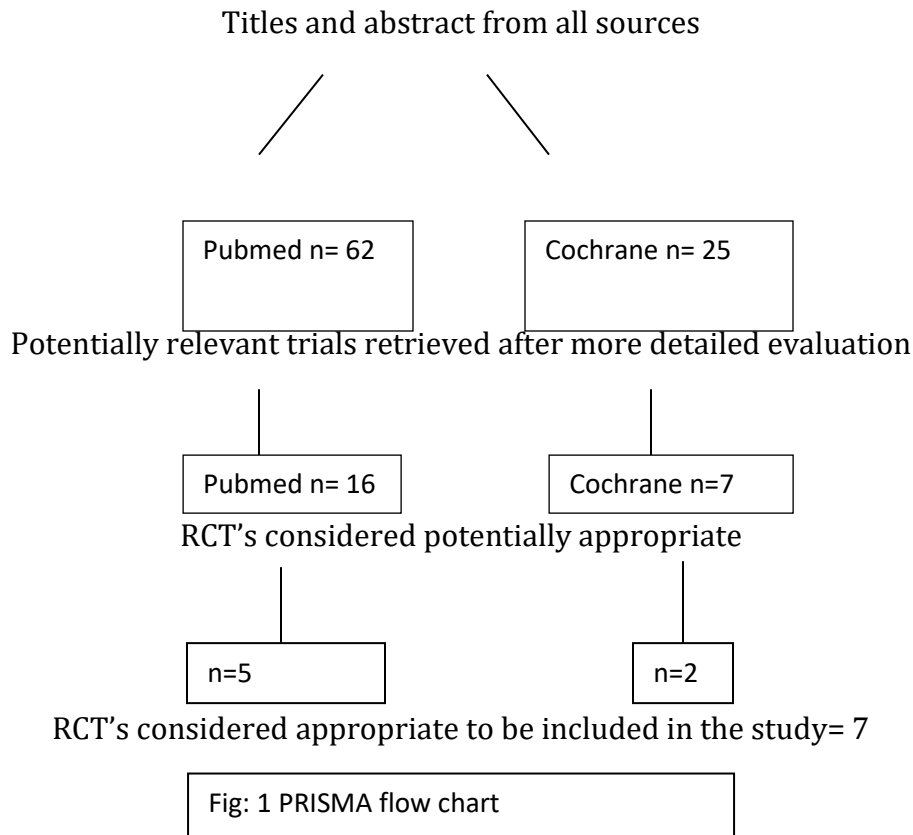 Titles and abstract from all sources
Pubmed n= 62
Cochrane n= 25
Potentially relevant trials retrieved after more detailed evaluation
Pubmed n= 16
Cochrane n=7
RCT’s considered potentially appropriate
n=5
n=2
RCT’s considered appropriate to be included in the study= 7
Fig: 1 PRISMA flow chart